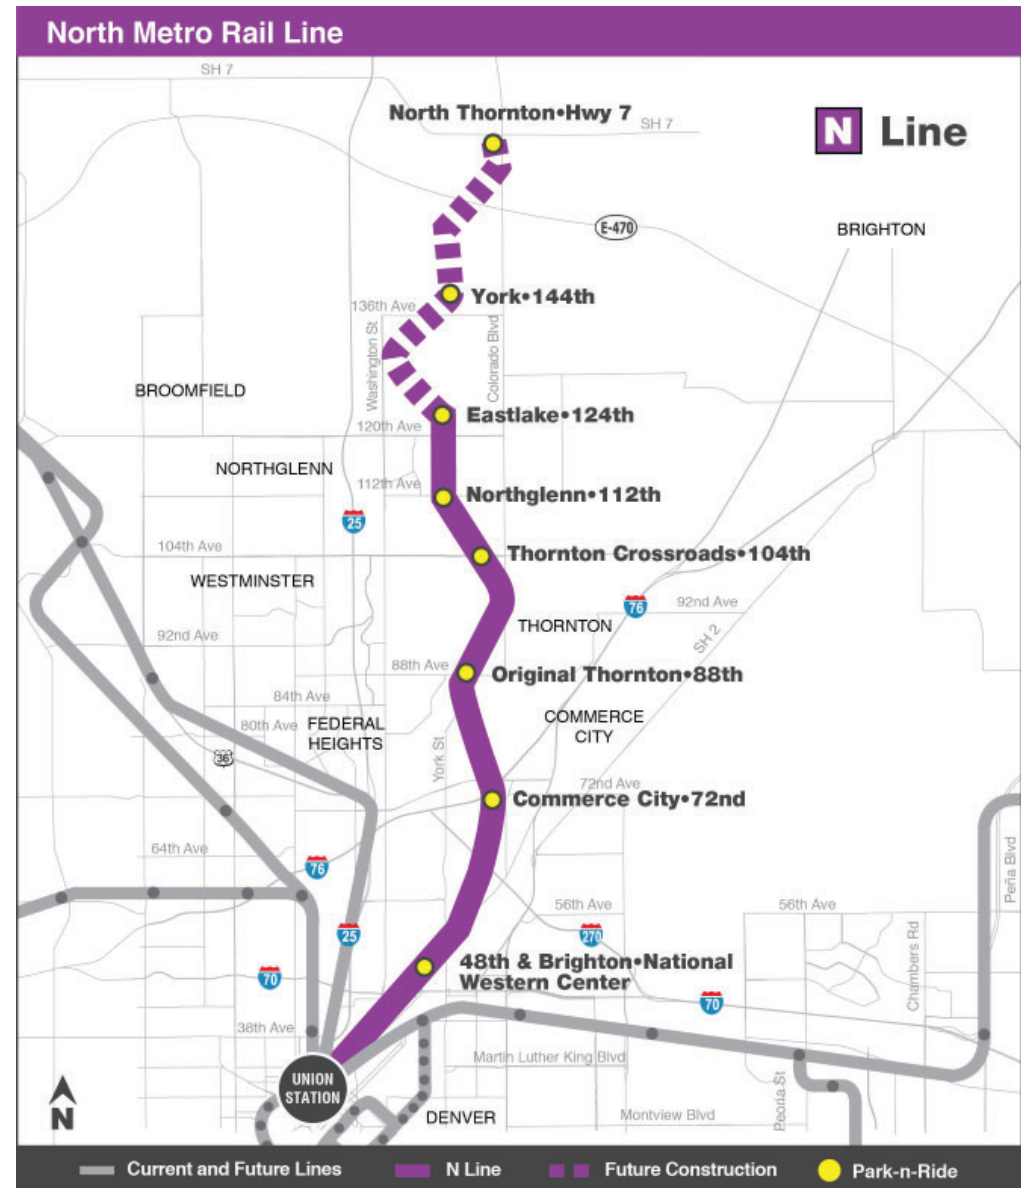 North Metro Rail Line
SH 7
North Thornton•Hwy 7
SH 7
N Line
E-470
BRIGHTON
136th Ave
York•144th
Washington St
Colorado Blvd
BROOMFIELD
Eastlake•124th
120th Ave
NORTHGLENN
112th Ave
Northglenn•112th
25
104th Ave
Thornton Crossroads•104th
WESTMINSTER
76
92nd Ave
THORNTON
SH 2
92nd Ave
88th Ave
Original Thornton•88th
84th Ave
80th Ave
FEDERAL
HEIGHTS
COMMERCE
CITY
36
York St
72nd Ave
Commerce City•72nd
64th Ave
76
Peña Blvd
56th Ave
56th Ave
25
270
Chambers Rd
70
48th & Brighton•National
Western Center
70
38th Ave
Martin Luther King Blvd
UNION
STATION
Peoria St
N
DENVER
Montview Blvd
Current and Future Lines
N Line
Future Construction
Park-n-Ride